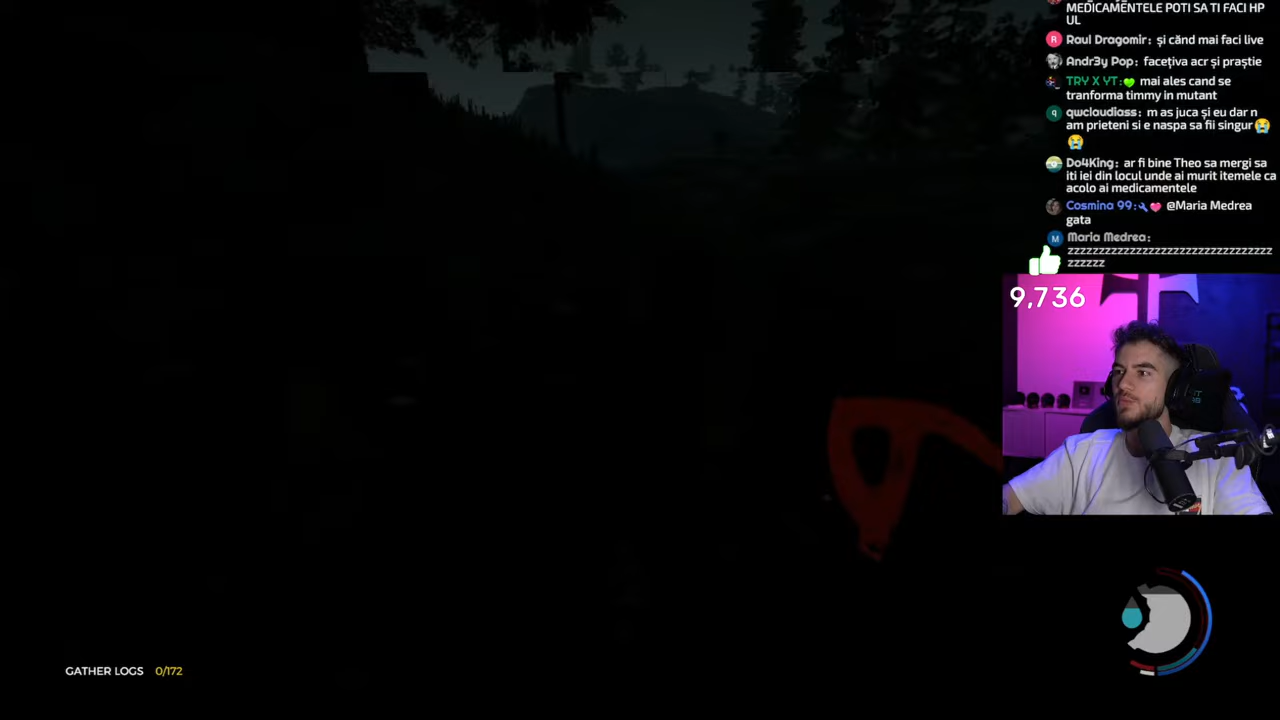 MEDICAMENTELE POTI SA TI FACI HP
UL
Raul Dragomir: și cănd mai faci live
Andr3y Pop: facețiva acr și praștie
TRY X YT:💚 mai ales cand se
tranforma timmy in mutant
qwclaudiass: m as juca și eu dar n
am prieteni si e naspa sa fii singur😭
😭
Do4King: ar fi bine Theo sa mergi sa
iti iei din locul unde ai murit itemele ca
acolo ai medicamentele
Cosmina 99:🔧💖 @Maria Medrea
gata
Maria Medrea:
zzzzzzzzzzzzzzzzzzzzzzzzzzzzzzzzz
zzzzzz
9,736
GATHER LOGS 0/172